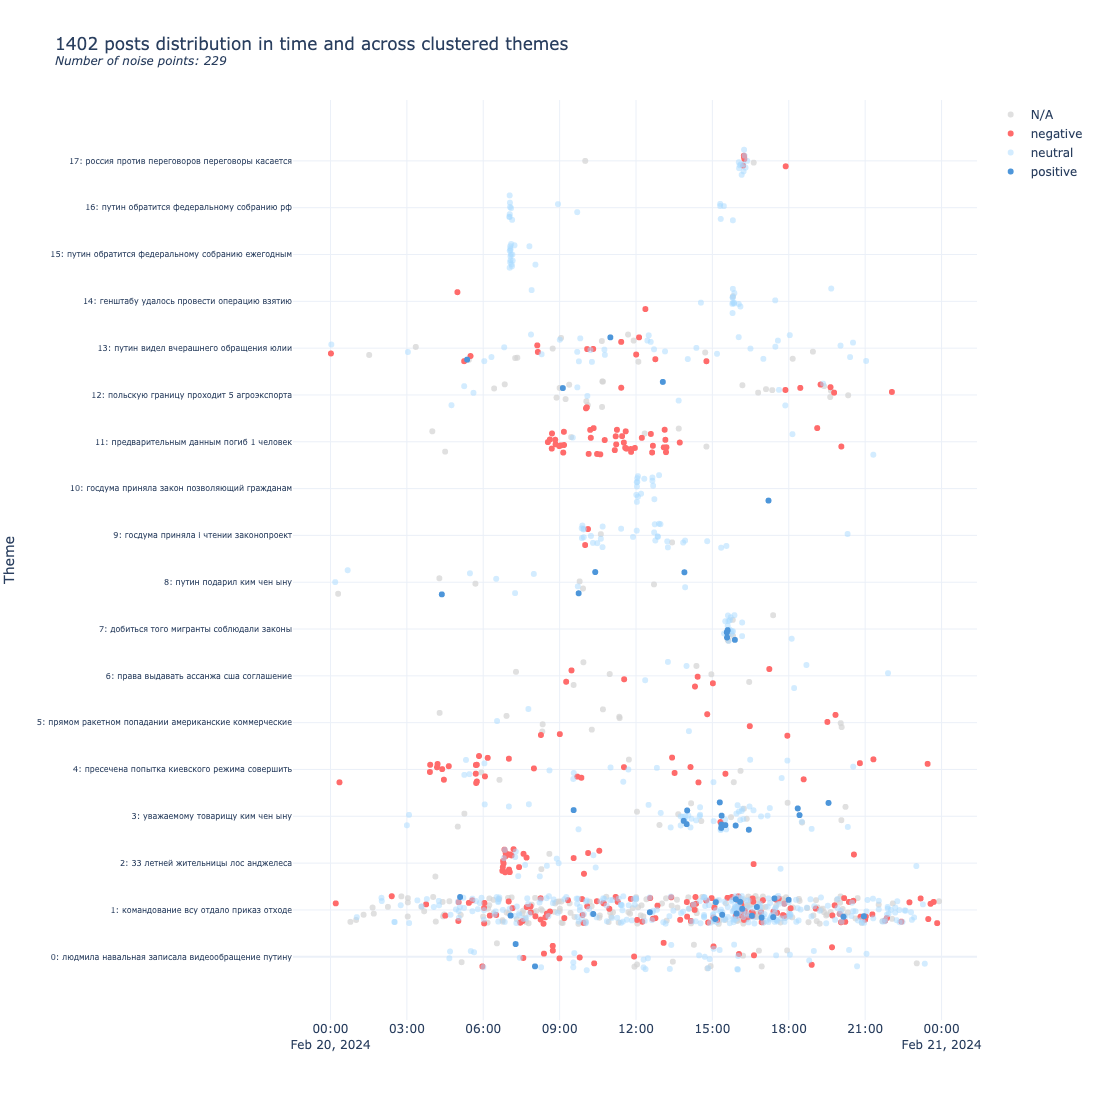 1402 posts distribution in time and across clustered themes
Number of noise points: 229
N/A
negative
neutral
positive
Theme
17: россия против переговоров переговоры касается
16: путин обратится федеральному собранию рф
15: путин обратится федеральному собранию ежегодным
14: генштабу удалось провести операцию взятию
13: путин видел вчерашнего обращения юлии
12: польскую границу проходит 5 агроэкспорта
11: предварительным данным погиб 1 человек
10: госдума приняла закон позволяющий гражданам
9: госдума приняла i чтении законопроект
8: путин подарил ким чен ыну
7: добиться того мигранты соблюдали законы
6: права выдавать ассанжа сша соглашение
5: прямом ракетном попадании американские коммерческие
4: пресечена попытка киевского режима совершить
3: уважаемому товарищу ким чен ыну
2: 33 летней жительницы лос анджелеса
1: командование всу отдало приказ отходе
0: людмила навальная записала видеообращение путину
00:00 03:00 06:00 09:00 12:00 15:00 18:00 21:00 00:00
Feb 20, 2024 Feb 21, 2024